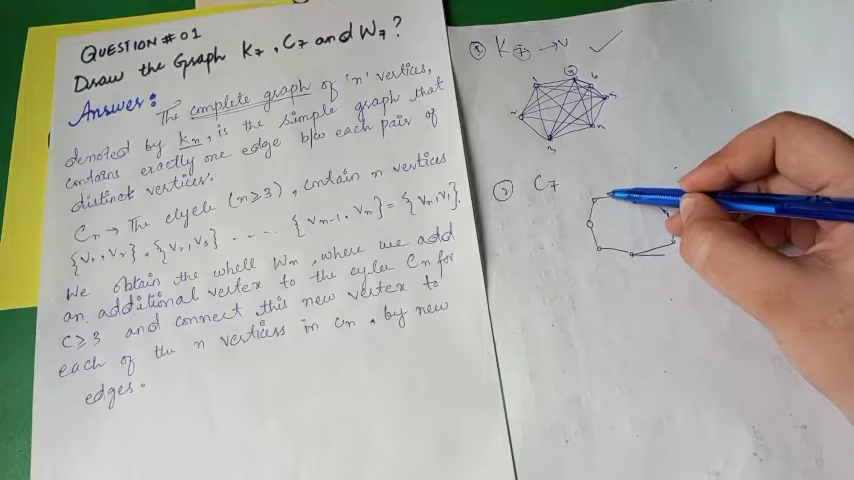 QUESTION # 01
Draw the Graph K7, C7 and W7?
Answer:
The complete graph of 'n' vertices,
denoted by Kn, is the simple graph that
contains exactly one edge b/w each pair of
distinct vertices.
Cn → The clycle (n≥3), contain n vertices
{V1, V2}, {V2, V3} .... {Vn-1, Vn} = {Vn, V1}.
We obtain the whell Wn, where we add
an additional vertex to the cyler Cn for
C≥3 and connect this new vertex to
each of the n vertices in Cn, by new
edges.
① K7 → V ✓
② C7